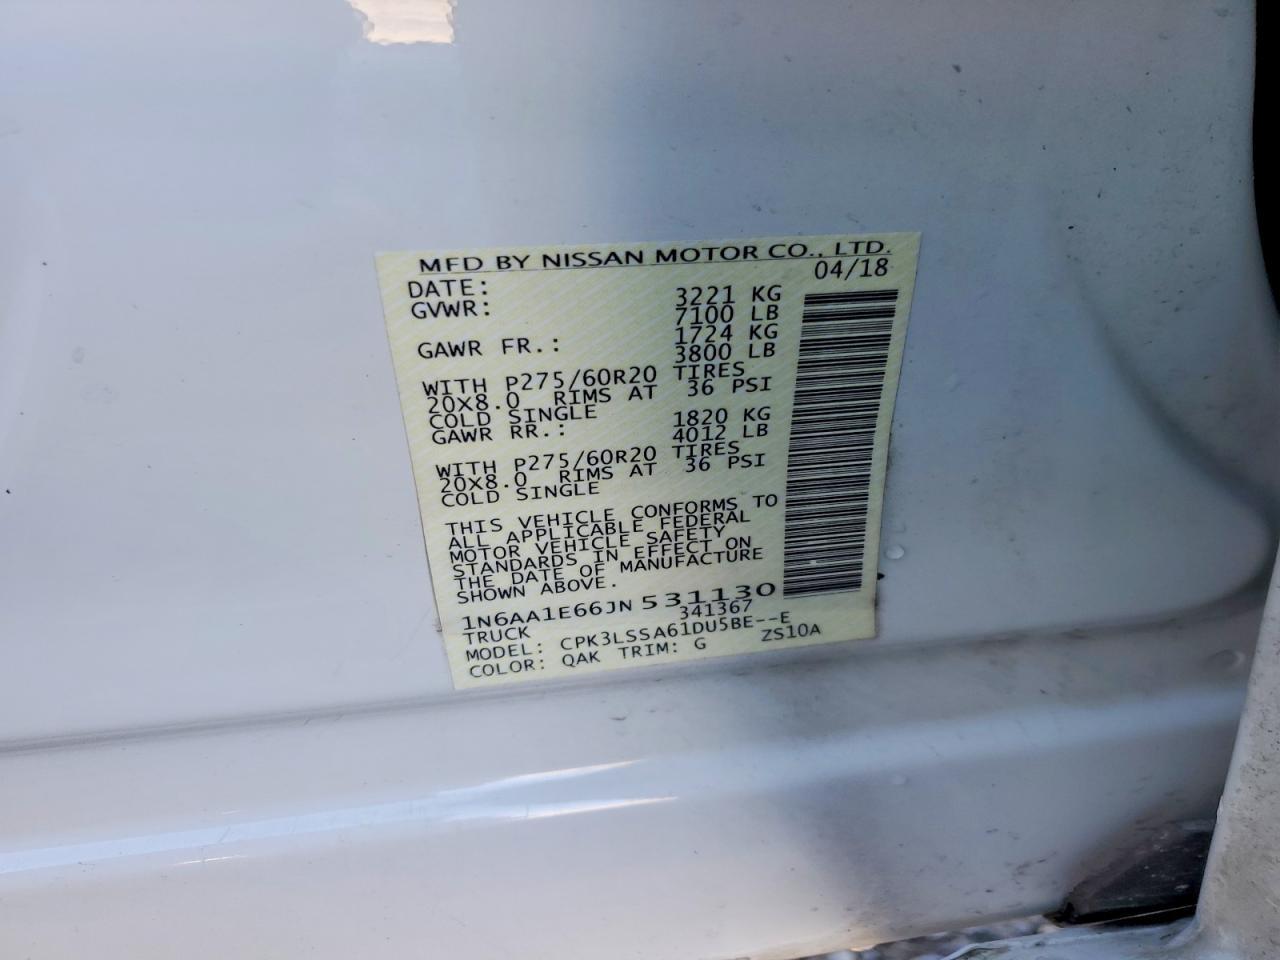 MFD BY NISSAN MOTOR CO., LTD.
DATE: 04/18
GVWR: 3221 KG
7100 LB
GAWR FR.: 1724 KG
3800 LB
WITH P275/60R20 TIRES
20X8.0 RIMS AT 36 PSI
COLD SINGLE
GAWR RR.: 1820 KG
4012 LB
WITH P275/60R20 TIRES
20X8.0 RIMS AT 36 PSI
COLD SINGLE
THIS VEHICLE CONFORMS TO
ALL APPLICABLE FEDERAL
MOTOR VEHICLE SAFETY
STANDARDS IN EFFECT ON
THE DATE OF MANUFACTURE
SHOWN ABOVE.
1N6AA1E66JN531130
TRUCK 341367
MODEL: CPK3LSSA61DU5BE--E
COLOR: QAK TRIM: G ZS10A